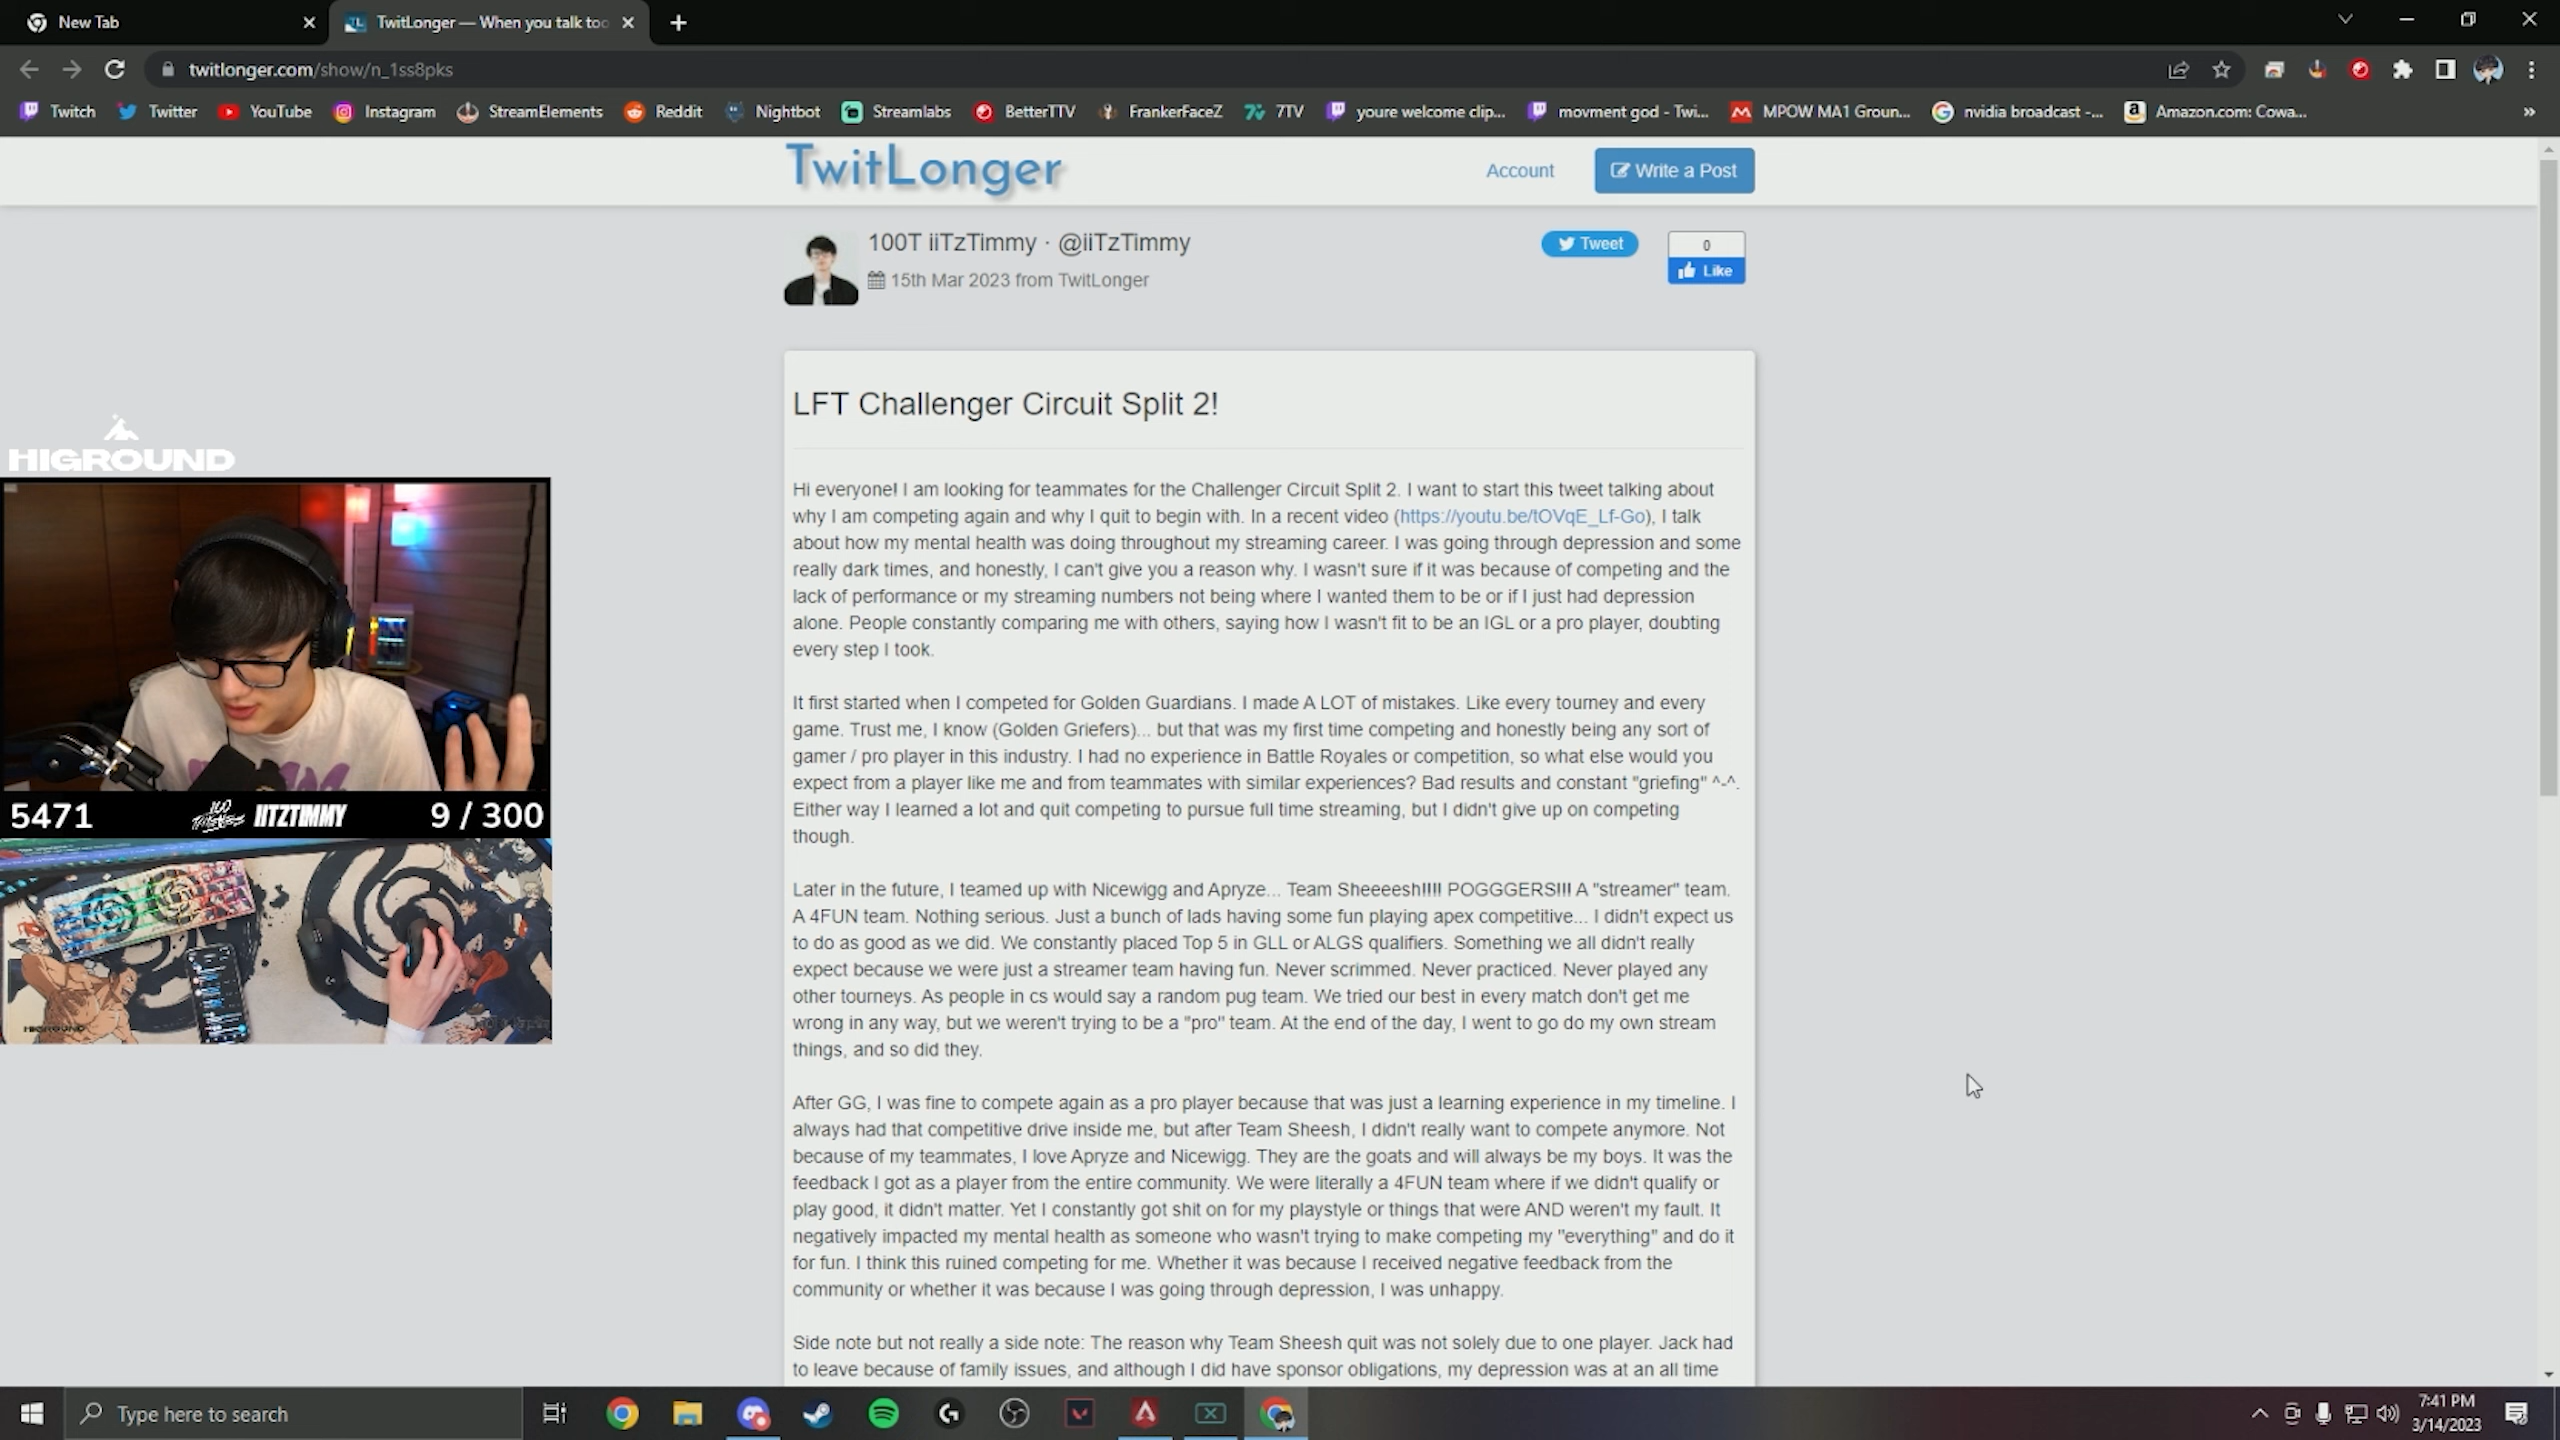 New Tab
TwitLonger — When you talk too
twitlonger.com/show/n_1ss8pks
Twitch Twitter YouTube Instagram StreamElements Reddit Nightbot Streamlabs BetterTTV FrankerFaceZ 7TV youre welcome clip... movment god - Twi... MPOW MA1 Groun... nvidia broadcast -... Amazon.com: Cowa... »
TwitLonger
Account
Write a Post
100T iiTzTimmy · @iiTzTimmy
15th Mar 2023 from TwitLonger
Tweet
0
Like
LFT Challenger Circuit Split 2!
Hi everyone! I am looking for teammates for the Challenger Circuit Split 2. I want to start this tweet talking about
why I am competing again and why I quit to begin with. In a recent video (https://youtu.be/tOVqE_Lf-Go), I talk
about how my mental health was doing throughout my streaming career. I was going through depression and some
really dark times, and honestly, I can't give you a reason why. I wasn't sure if it was because of competing and the
lack of performance or my streaming numbers not being where I wanted them to be or if I just had depression
alone. People constantly comparing me with others, saying how I wasn't fit to be an IGL or a pro player, doubting
every step I took.
It first started when I competed for Golden Guardians. I made A LOT of mistakes. Like every tourney and every
game. Trust me, I know (Golden Griefers)... but that was my first time competing and honestly being any sort of
gamer / pro player in this industry. I had no experience in Battle Royales or competition, so what else would you
expect from a player like me and from teammates with similar experiences? Bad results and constant "griefing" ^-^.
Either way I learned a lot and quit competing to pursue full time streaming, but I didn't give up on competing
though.
Later in the future, I teamed up with Nicewigg and Apryze... Team Sheeeesh!!!! POGGGERS!!! A "streamer" team.
A 4FUN team. Nothing serious. Just a bunch of lads having some fun playing apex competitive... I didn't expect us
to do as good as we did. We constantly placed Top 5 in GLL or ALGS qualifiers. Something we all didn't really
expect because we were just a streamer team having fun. Never scrimmed. Never practiced. Never played any
other tourneys. As people in cs would say a random pug team. We tried our best in every match don't get me
wrong in any way, but we weren't trying to be a "pro" team. At the end of the day, I went to go do my own stream
things, and so did they.
After GG, I was fine to compete again as a pro player because that was just a learning experience in my timeline. I
always had that competitive drive inside me, but after Team Sheesh, I didn't really want to compete anymore. Not
because of my teammates, I love Apryze and Nicewigg. They are the goats and will always be my boys. It was the
feedback I got as a player from the entire community. We were literally a 4FUN team where if we didn't qualify or
play good, it didn't matter. Yet I constantly got shit on for my playstyle or things that were AND weren't my fault. It
negatively impacted my mental health as someone who wasn't trying to make competing my "everything" and do it
for fun. I think this ruined competing for me. Whether it was because I received negative feedback from the
community or whether it was because I was going through depression, I was unhappy.
Side note but not really a side note: The reason why Team Sheesh quit was not solely due to one player. Jack had
to leave because of family issues, and although I did have sponsor obligations, my depression was at an all time
HIGROUND
5471
100 Thieves
IITZTIMMY
9 / 300
HIGROUND
Type here to search
7:41 PM
3/14/2023